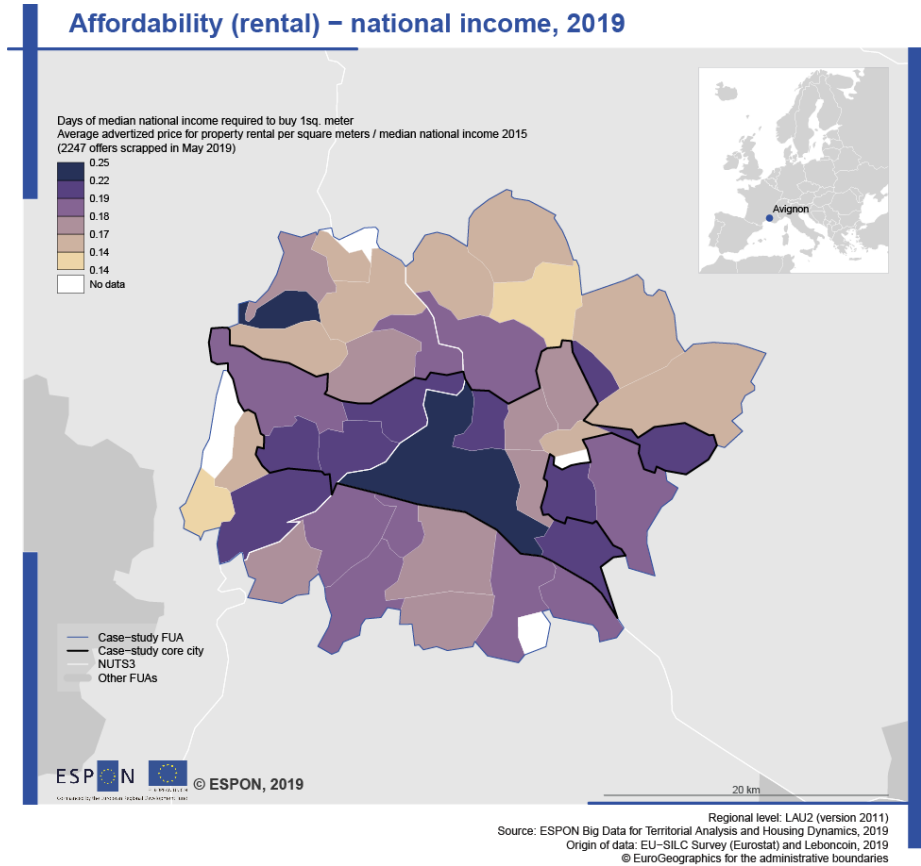 Affordability (rental) − national income, 2019
Days of median national income required to buy 1sq. meter
Average advertized price for property rental per square meters / median national income 2015
(2247 offers scrapped in May 2019)
0.25
0.22
0.19
0.18
0.17
0.14
0.14
No data
Avignon
Case−study FUA
Case−study core city
NUTS3
Other FUAs
ESPON
© ESPON, 2019
20 km
Regional level: LAU2 (version 2011)
Source: ESPON Big Data for Territorial Analysis and Housing Dynamics, 2019
Origin of data: EU−SILC Survey (Eurostat) and Leboncoin, 2019
© EuroGeographics for the administrative boundaries